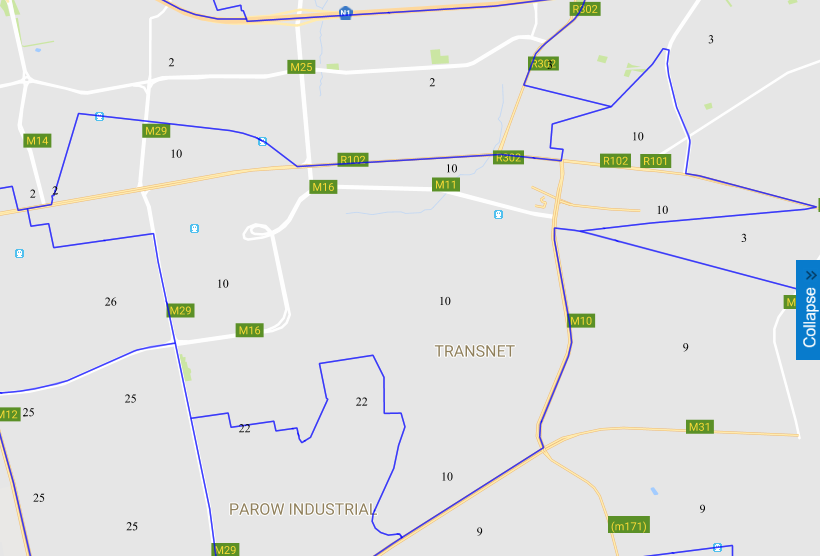 R302
N1
3
2
M25
R302
2
M14
M29
10
10
R102
R302
R102
R101
10
M16
M11
2
2
10
3
10
26
M29
10
M
Collapse »
M16
M10
TRANSNET
9
25
M12
25
22
22
M31
10
25
PAROW INDUSTRIAL
9
25
9
(m171)
M29